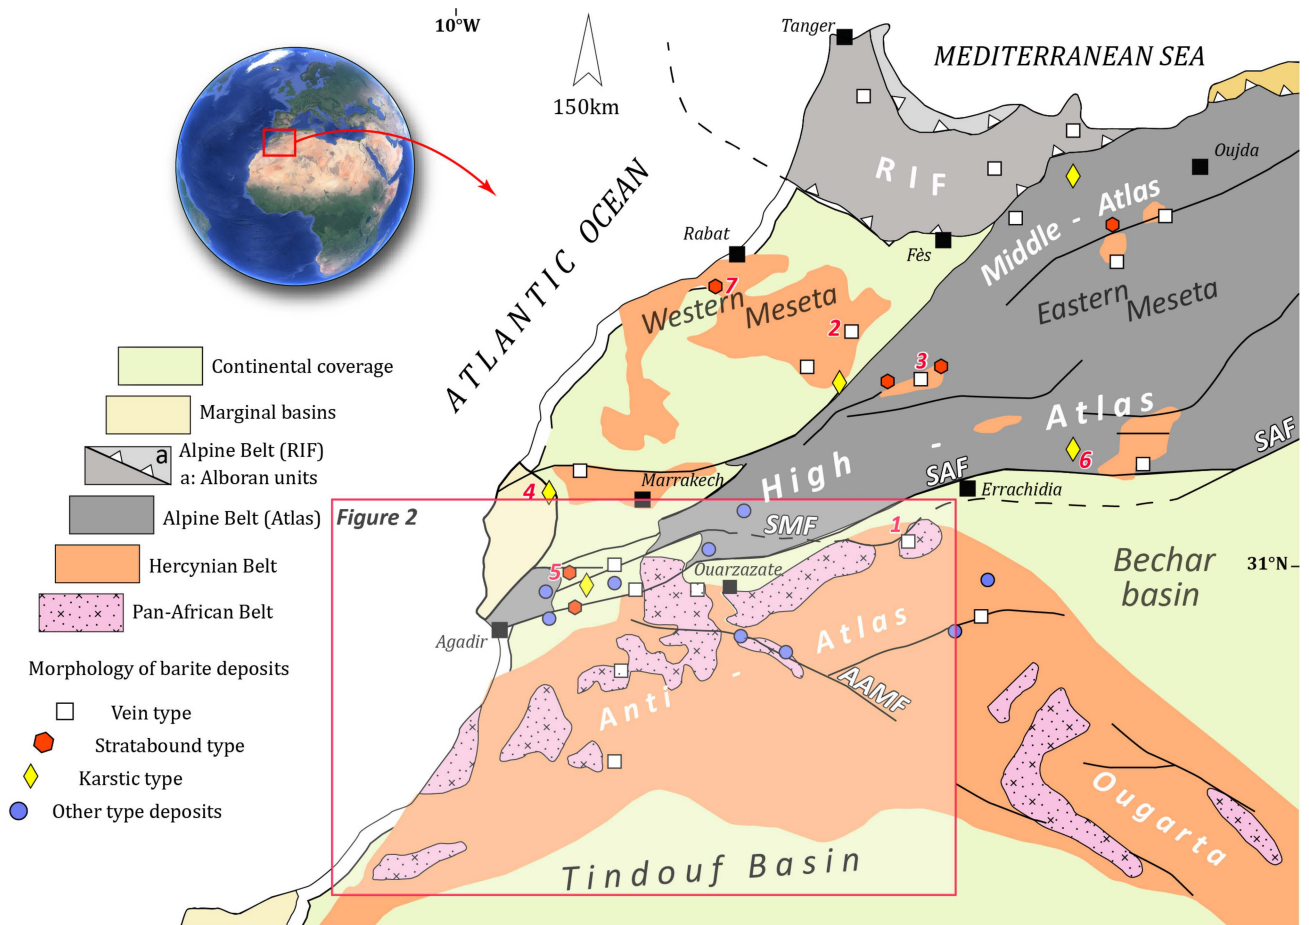 10°W
Tanger
MEDITERRANEAN SEA
150km
Oujda
RIF
ATLANTIC OCEAN
Middle - Atlas
Rabat
Fès
7
Western Meseta
Eastern Meseta
2
3
Continental coverage
Marginal basins
a
Alpine Belt (RIF)
a: Alboran units
Alpine Belt (Atlas)
Hercynian Belt
Pan-African Belt
High - Atlas
SAF
SAF
6
4
Marrakech
Errachidia
Figure 2
SMF
1
5
Ouarzazate
Bechar
basin
31°N
Agadir
Anti - Atlas
AAMF
Ougarta
Tindouf Basin
Morphology of barite deposits
Vein type
Stratabound type
Karstic type
Other type deposits